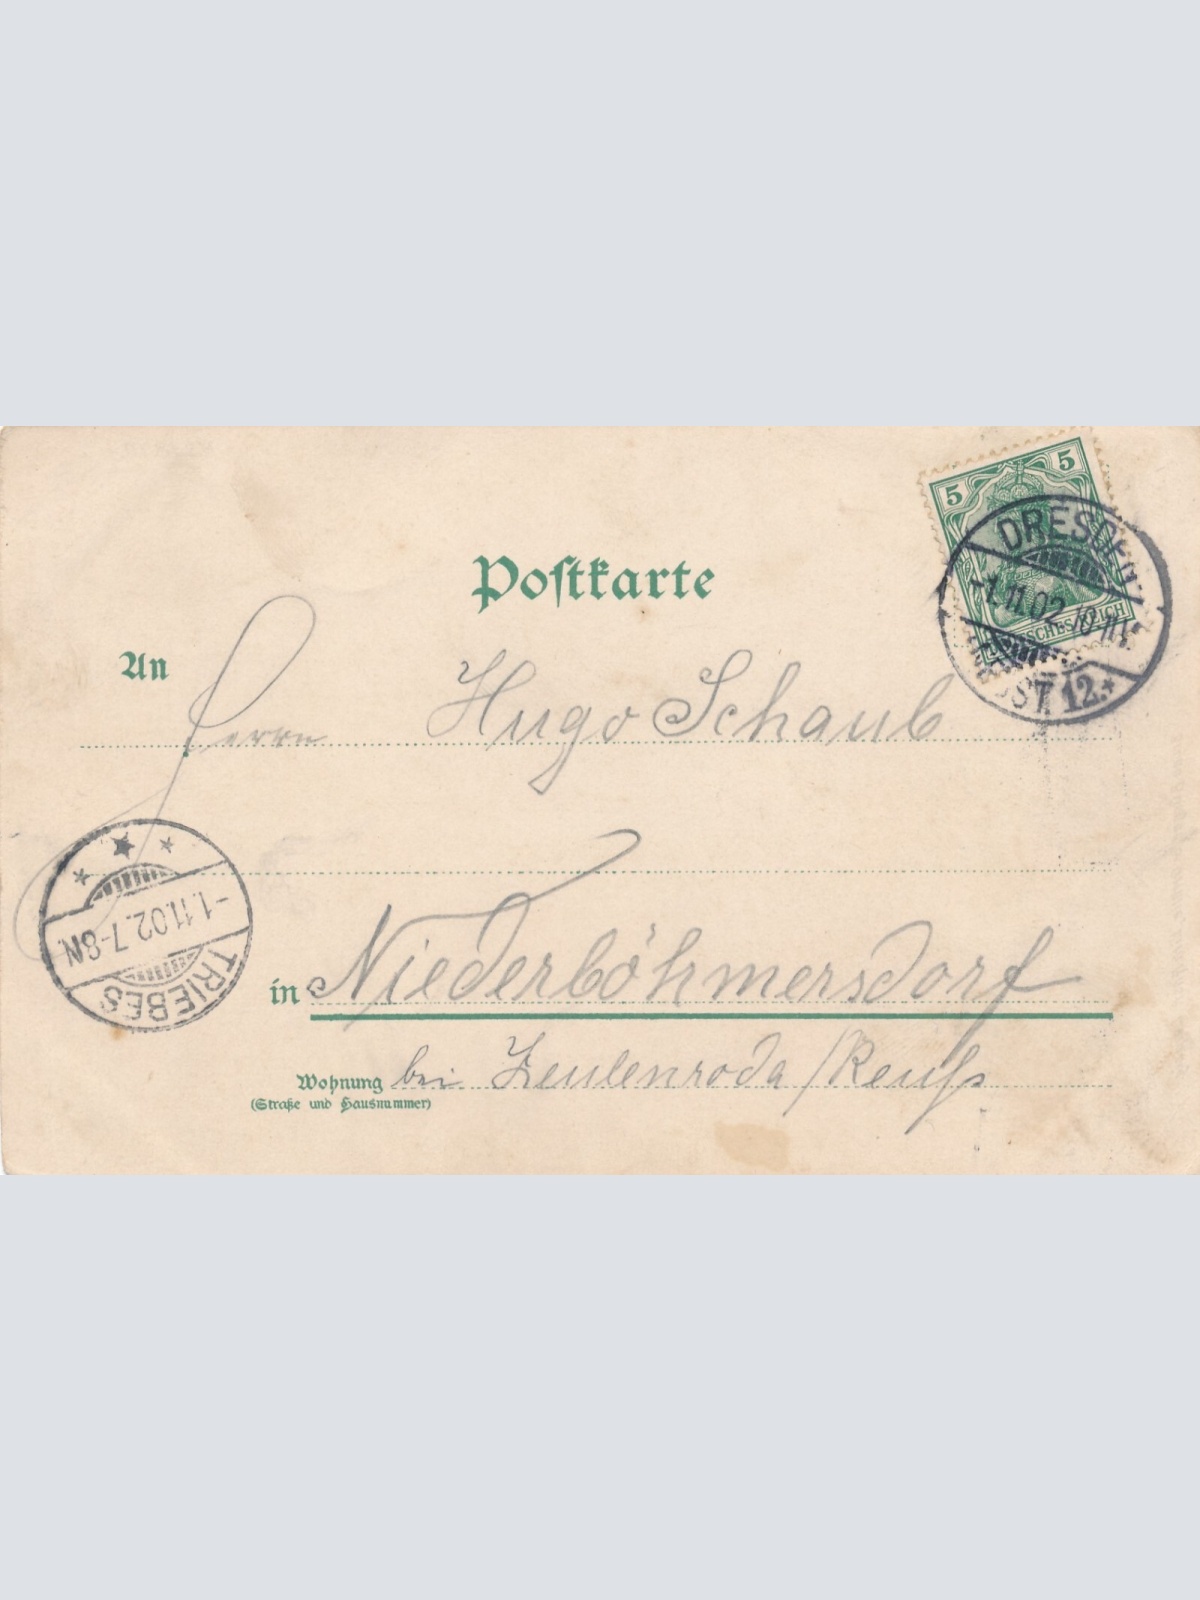 5 5
DEUTSCHES REICH
DRESDEN
-1.11.02
ALTST. 12.*
Postkarte
An
Herrn Hugo Schaub
-1.11.02.7-8N.
TRIEBES
in Niederböhmersdorf
Wohnung bei Zeulenroda / Reuß
(Straße und Hausnummer)